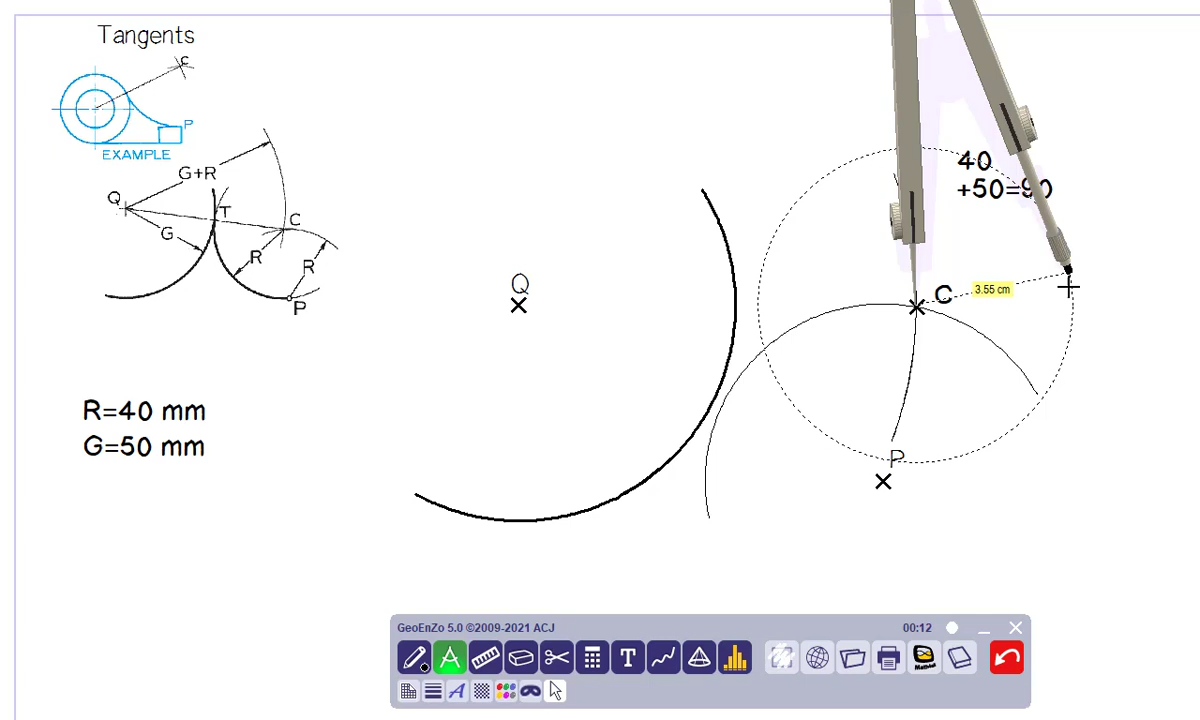 Tangents
C
P
EXAMPLE
G+R
Q
T
C
G
R
R
P
R=40 mm
G=50 mm
Q
40
+50=90
C
3.55 cm
P
GeoEnZo 5.0 ©2009-2021 ACJ
00:12
T
A